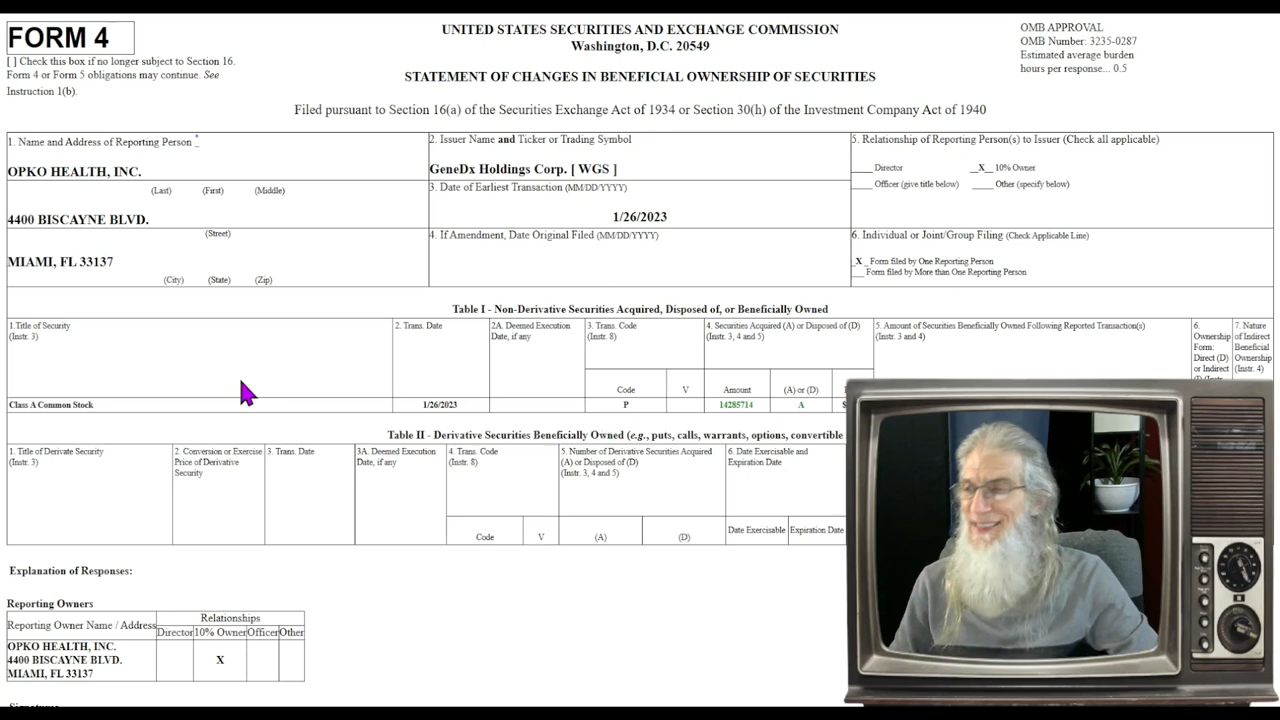 FORM 4
[ ] Check this box if no longer subject to Section 16. Form 4 or Form 5 obligations may continue. See Instruction 1(b).
UNITED STATES SECURITIES AND EXCHANGE COMMISSION
Washington, D.C. 20549
STATEMENT OF CHANGES IN BENEFICIAL OWNERSHIP OF SECURITIES
Filed pursuant to Section 16(a) of the Securities Exchange Act of 1934 or Section 30(h) of the Investment Company Act of 1940
OMB APPROVAL
OMB Number: 3235-0287
Estimated average burden
hours per response... 0.5
1. Name and Address of Reporting Person *
OPKO HEALTH, INC.
(Last) (First) (Middle)
4400 BISCAYNE BLVD.
(Street)
MIAMI, FL 33137
(City) (State) (Zip)
2. Issuer Name and Ticker or Trading Symbol
GeneDx Holdings Corp. [ WGS ]
3. Date of Earliest Transaction (MM/DD/YYYY)
1/26/2023
4. If Amendment, Date Original Filed (MM/DD/YYYY)
5. Relationship of Reporting Person(s) to Issuer (Check all applicable)
____ Director __X__ 10% Owner
____ Officer (give title below) ____ Other (specify below)
6. Individual or Joint/Group Filing (Check Applicable Line)
_X_ Form filed by One Reporting Person
___ Form filed by More than One Reporting Person
Table I - Non-Derivative Securities Acquired, Disposed of, or Beneficially Owned
1.Title of Security
(Instr. 3)
2. Trans. Date
2A. Deemed Execution
Date, if any
3. Trans. Code
(Instr. 8)
4. Securities Acquired (A) or Disposed of (D)
(Instr. 3, 4 and 5)
5. Amount of Securities Beneficially Owned Following Reported Transaction(s)
(Instr. 3 and 4)
6.
Ownership
Form:
Direct (D)
or Indirect
7. Nature
of Indirect
Beneficial
Ownership
(Instr. 4)
Code V Amount (A) or (D)
Class A Common Stock 1/26/2023 P 14285714 A $
Table II - Derivative Securities Beneficially Owned (e.g., puts, calls, warrants, options, convertible
1. Title of Derivate Security
(Instr. 3)
2. Conversion or Exercise
Price of Derivative
Security
3. Trans. Date
3A. Deemed Execution
Date, if any
4. Trans. Code
(Instr. 8)
5. Number of Derivative Securities Acquired
(A) or Disposed of (D)
(Instr. 3, 4 and 5)
6. Date Exercisable and
Expiration Date
Code V (A) (D) Date Exercisable Expiration Date
Explanation of Responses:
Reporting Owners
Reporting Owner Name / Address
Relationships
Director 10% Owner Officer Other
OPKO HEALTH, INC.
4400 BISCAYNE BLVD.
MIAMI, FL 33137
X